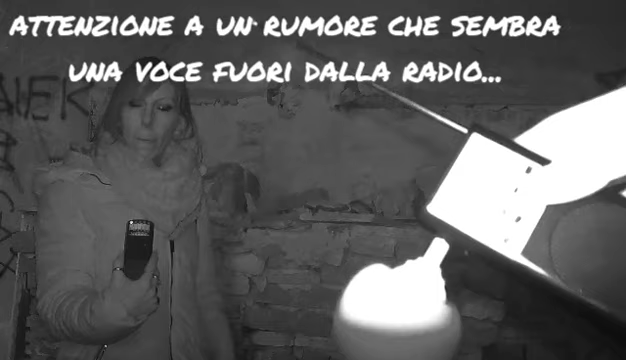 ATTENZIONE A UN RUMORE CHE SEMBRA
UNA VOCE FUORI DALLA RADIO...